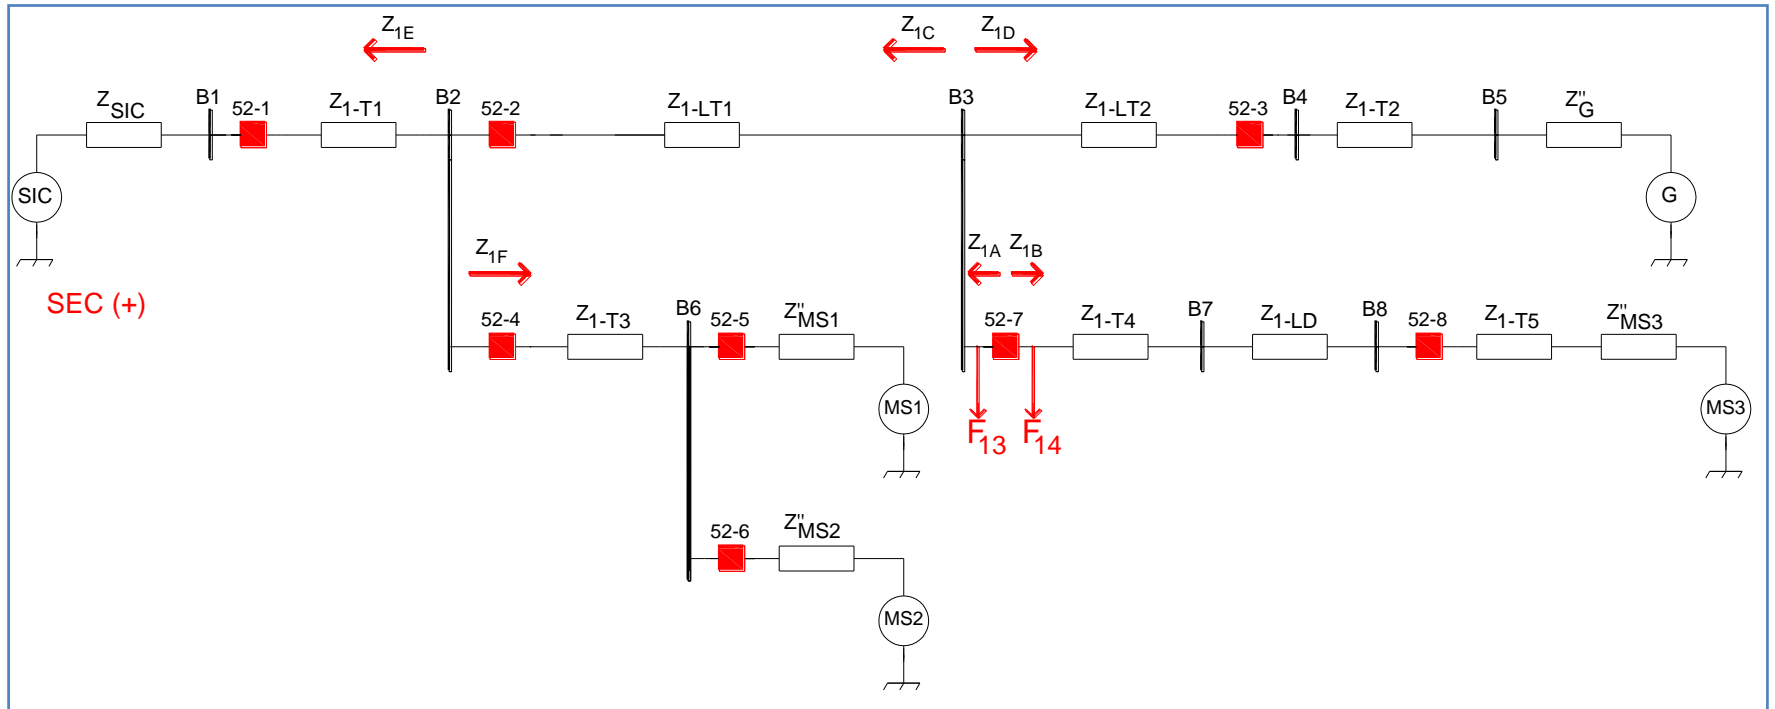 Z1E
Z1C
Z1D
ZSIC
B1
52-1
Z1-T1
B2
52-2
Z1-LT1
B3
Z1-LT2
52-3
B4
Z1-T2
B5
Z"G
SIC
G
Z1F
Z1A
Z1B
SEC (+)
52-4
Z1-T3
B6
52-5
Z"MS1
52-7
Z1-T4
B7
Z1-LD
B8
52-8
Z1-T5
Z"MS3
MS1
MS3
F13
F14
52-6
Z"MS2
MS2